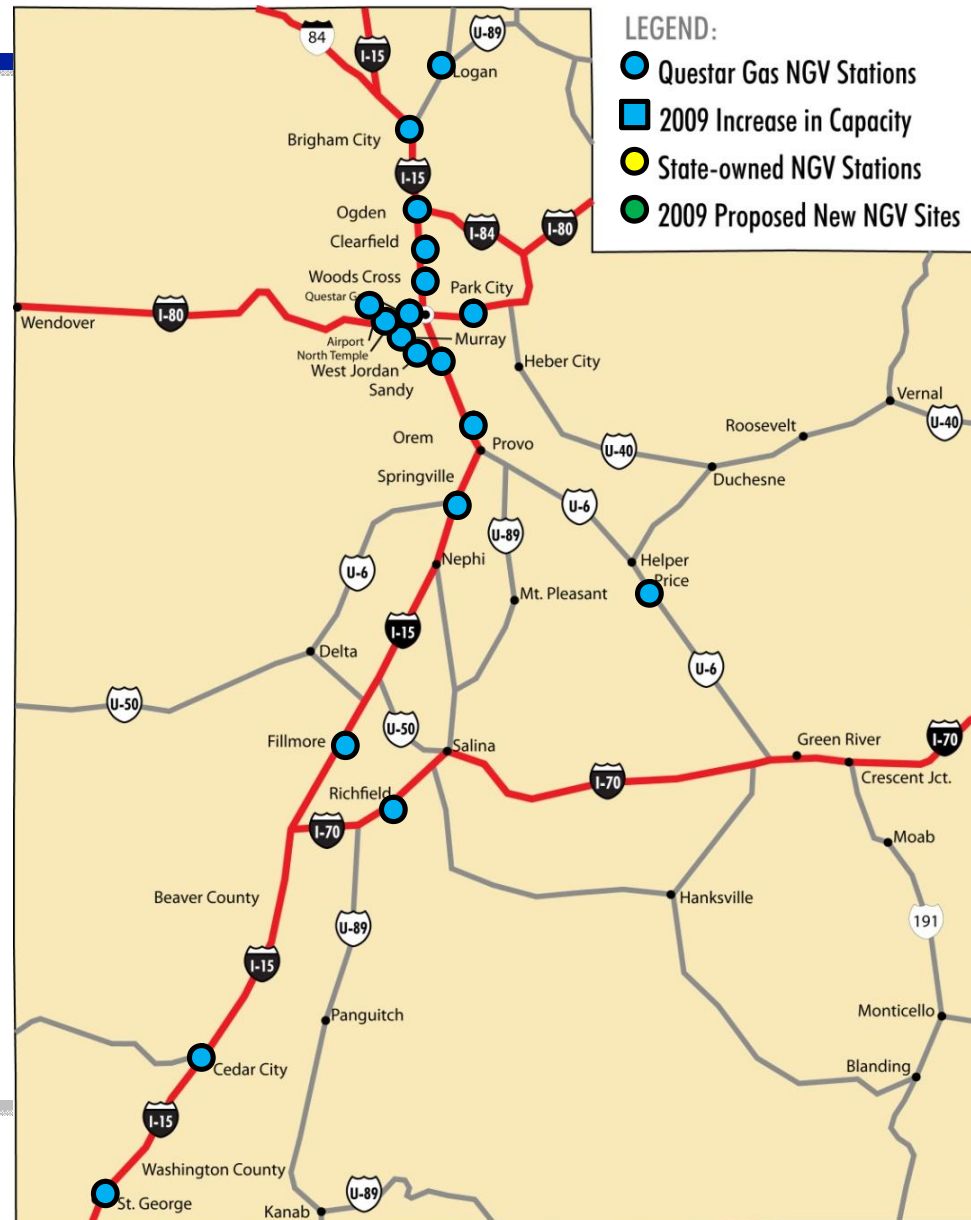 LEGEND:
Questar Gas NGV Stations
2009 Increase in Capacity
State-owned NGV Stations
2009 Proposed New NGV Sites
84
I-15
U-89
Logan
Brigham City
I-15
Ogden
I-84
I-80
Clearfield
Woods Cross
Questar
Park City
Wendover
I-80
Airport
North Temple
Murray
West Jordan
Sandy
Heber City
Vernal
Roosevelt
U-40
Orem
Provo
U-40
Springville
Duchesne
U-6
U-89
Nephi
Helper
U-6
Price
Mt. Pleasant
I-15
Delta
U-6
U-50
U-50
Fillmore
Salina
Green River
I-70
Crescent Jct.
I-70
Richfield
I-70
Moab
Beaver County
Hanksville
191
U-89
I-15
Panguitch
Monticello
Cedar City
Blanding
I-15
Washington County
St. George
U-89
Kanab